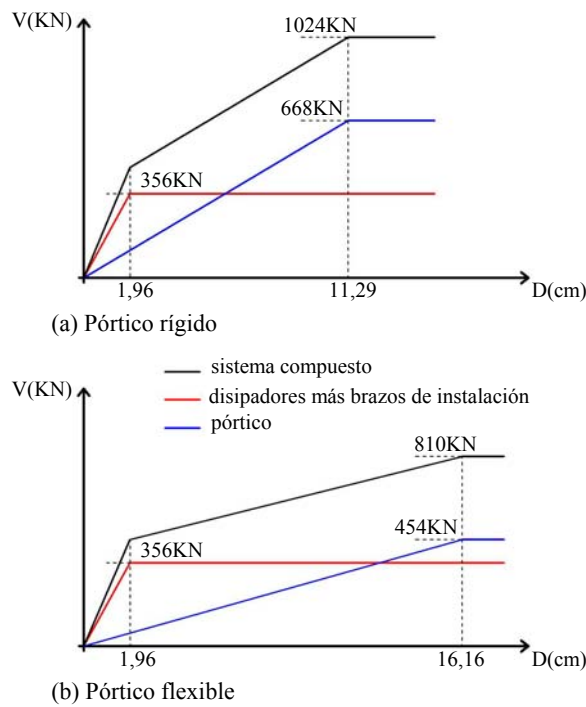 V(KN)
1024KN
668KN
356KN
1,96
11,29
D(cm)
(a) Pórtico rígido
V(KN)
sistema compuesto
disipadores más brazos de instalación
pórtico
810KN
454KN
356KN
1,96
16,16
D(cm)
(b) Pórtico flexible